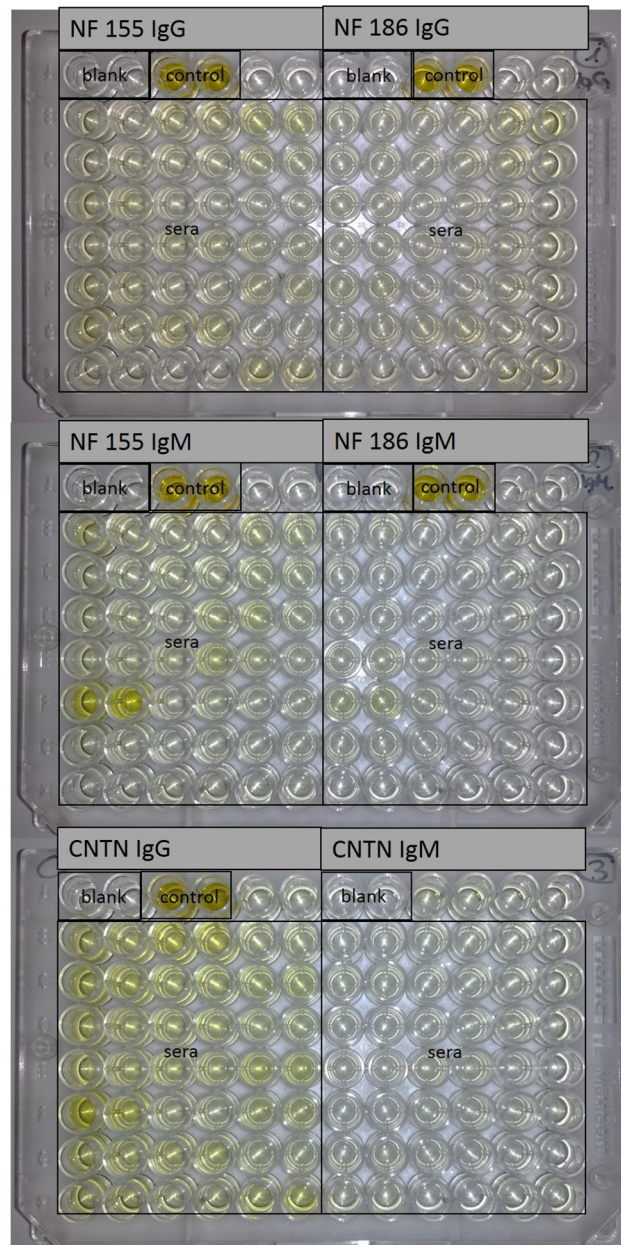 NF 155 IgG
NF 186 IgG
blank
control
blank
control
sera
sera
NF 155 IgM
NF 186 IgM
blank
control
blank
control
sera
sera
CNTN IgG
CNTN IgM
blank
control
blank
sera
sera